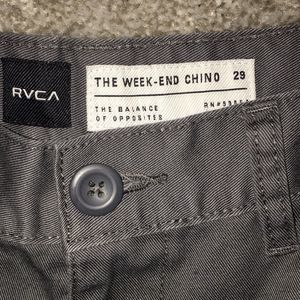 RVCA
THE WEEK-END CHINO 29
THE BALANCE
OF OPPOSITES